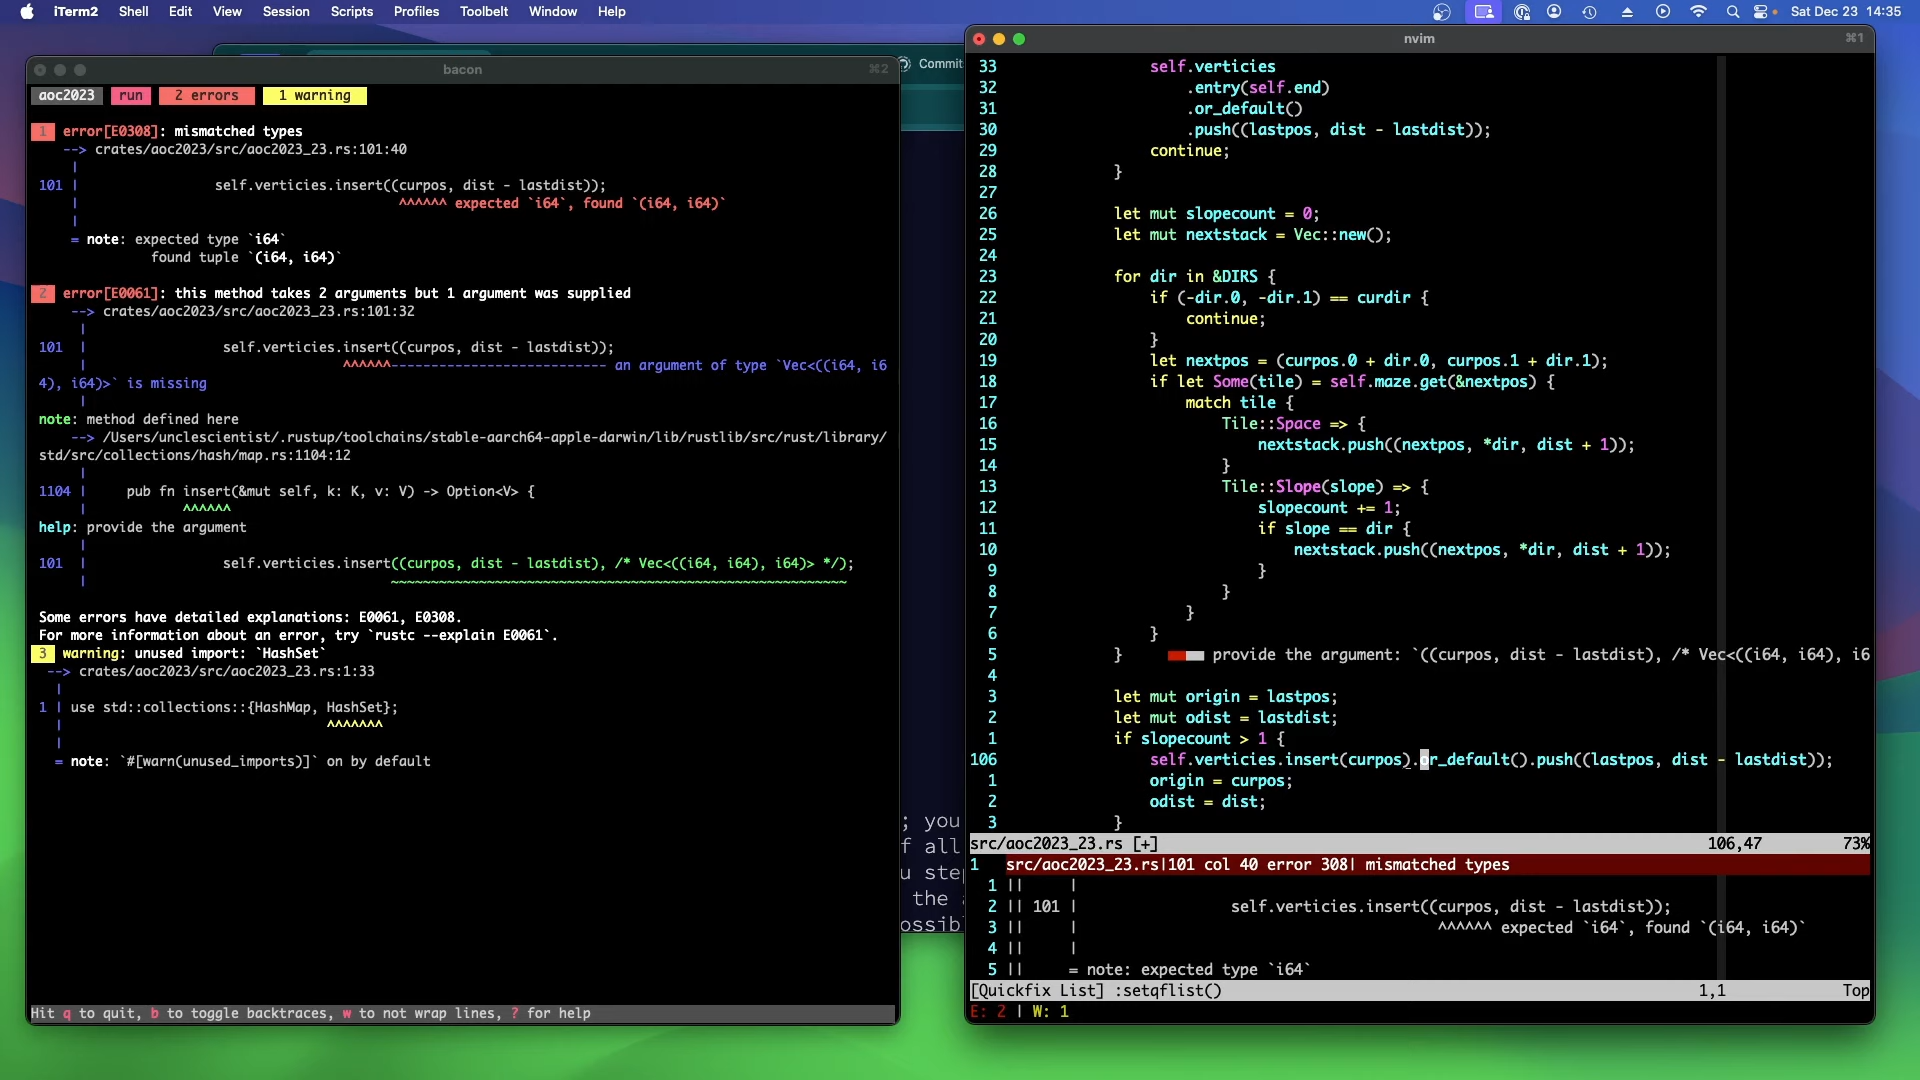 iTerm2 Shell Edit View Session Scripts Profiles Toolbelt Window Help Sat Dec 23 14:35
bacon ⌘2
aoc2023 run 2 errors 1 warning
1 error[E0308]: mismatched types
--> crates/aoc2023/src/aoc2023_23.rs:101:40
|
101 | self.verticies.insert((curpos, dist - lastdist));
| ^^^^^^ expected `i64`, found `(i64, i64)`
|
= note: expected type `i64`
found tuple `(i64, i64)`
2 error[E0061]: this method takes 2 arguments but 1 argument was supplied
--> crates/aoc2023/src/aoc2023_23.rs:101:32
|
101 | self.verticies.insert((curpos, dist - lastdist));
| ^^^^^^--------------------------- an argument of type `Vec<((i64, i6
4), i64)>` is missing
|
note: method defined here
--> /Users/unclescientist/.rustup/toolchains/stable-aarch64-apple-darwin/lib/rustlib/src/rust/library/
std/src/collections/hash/map.rs:1104:12
|
1104 | pub fn insert(&mut self, k: K, v: V) -> Option<V> {
| ^^^^^^
help: provide the argument
|
101 | self.verticies.insert((curpos, dist - lastdist), /* Vec<((i64, i64), i64)> */);
| ~~~~~~~~~~~~~~~~~~~~~~~~~~~~~~~~~~~~~~~~~~~~~~~~~~~~~~~~~
Some errors have detailed explanations: E0061, E0308.
For more information about an error, try `rustc --explain E0061`.
3 warning: unused import: `HashSet`
--> crates/aoc2023/src/aoc2023_23.rs:1:33
|
1 | use std::collections::{HashMap, HashSet};
| ^^^^^^^
|
= note: `#[warn(unused_imports)]` on by default
Hit q to quit, b to toggle backtraces, w to not wrap lines, ? for help
Commit
; you
f all
u ste
the
ossib
nvim ⌘1
33 self.verticies
32 .entry(self.end)
31 .or_default()
30 .push((lastpos, dist - lastdist));
29 continue;
28 }
27
26 let mut slopecount = 0;
25 let mut nextstack = Vec::new();
24
23 for dir in &DIRS {
22 if (-dir.0, -dir.1) == curdir {
21 continue;
20 }
19 let nextpos = (curpos.0 + dir.0, curpos.1 + dir.1);
18 if let Some(tile) = self.maze.get(&nextpos) {
17 match tile {
16 Tile::Space => {
15 nextstack.push((nextpos, *dir, dist + 1));
14 }
13 Tile::Slope(slope) => {
12 slopecount += 1;
11 if slope == dir {
10 nextstack.push((nextpos, *dir, dist + 1));
9 }
8 }
7 }
6 }
5 } provide the argument: `((curpos, dist - lastdist), /* Vec<((i64, i64), i6
4
3 let mut origin = lastpos;
2 let mut odist = lastdist;
1 if slopecount > 1 {
106 self.verticies.insert(curpos).or_default().push((lastpos, dist - lastdist));
1 origin = curpos;
2 odist = dist;
3 }
src/aoc2023_23.rs [+] 106,47 73%
1 src/aoc2023_23.rs|101 col 40 error 308| mismatched types
1 || |
2 || 101 | self.verticies.insert((curpos, dist - lastdist));
3 || | ^^^^^^ expected `i64`, found `(i64, i64)`
4 || |
5 || = note: expected type `i64`
[Quickfix List] :setqflist() 1,1 Top
E: 2 | W: 1